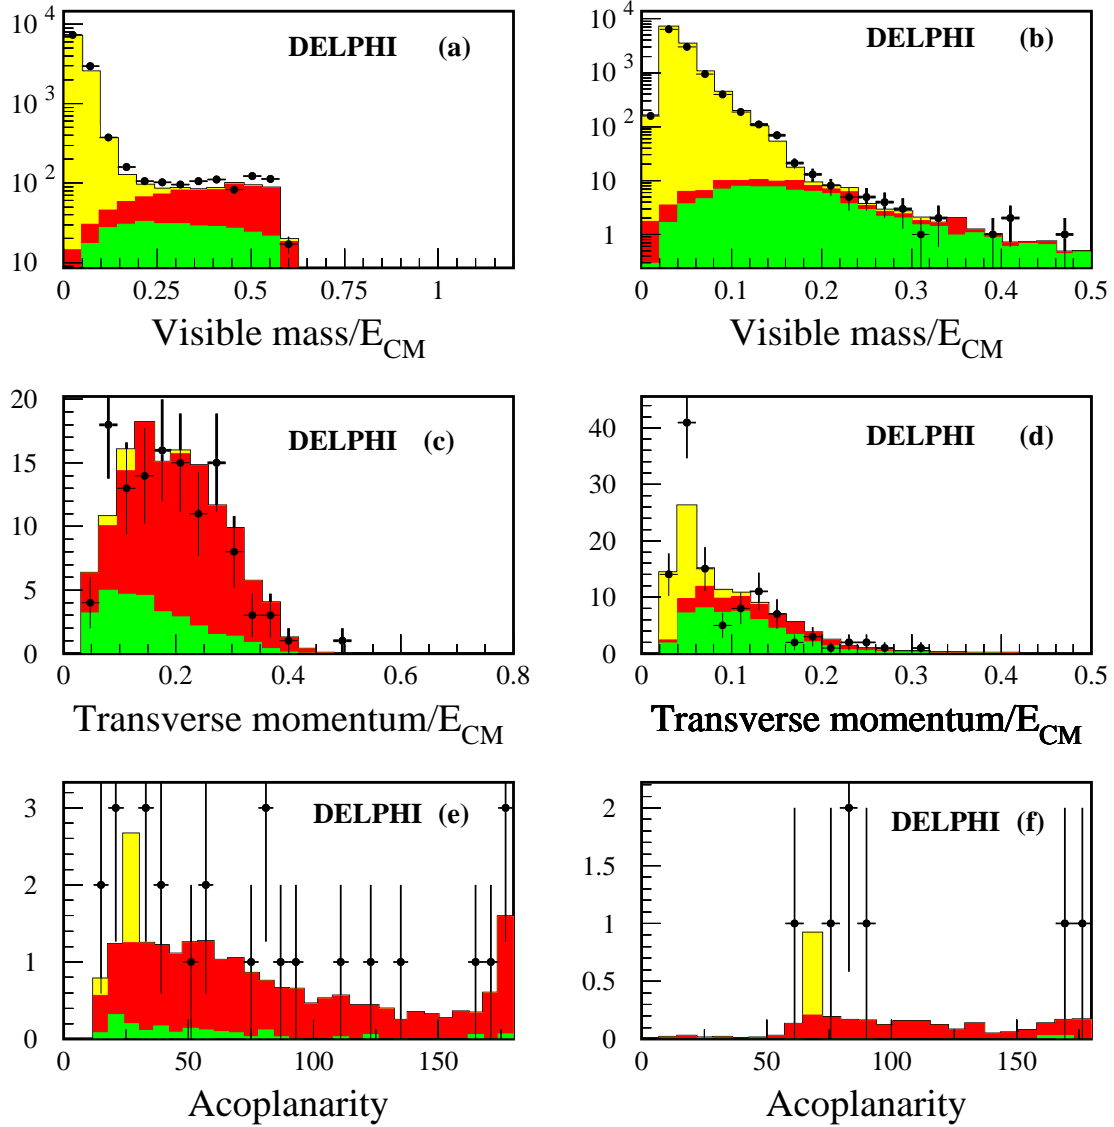 10^4
10^3
10^2
10
DELPHI (a)
0 0.25 0.5 0.75 1
Visible mass/E_CM
10^4
10^3
10^2
10
1
DELPHI (b)
0 0.1 0.2 0.3 0.4 0.5
Visible mass/E_CM
20
15
10
5
0
DELPHI (c)
0 0.2 0.4 0.6 0.8
Transverse momentum/E_CM
40
30
20
10
0
DELPHI (d)
0 0.1 0.2 0.3 0.4 0.5
Transverse momentum/E_CM
3
2
1
0
DELPHI (e)
0 50 100 150
Acoplanarity
2
1.5
1
0.5
0
DELPHI (f)
0 50 100 150
Acoplanarity